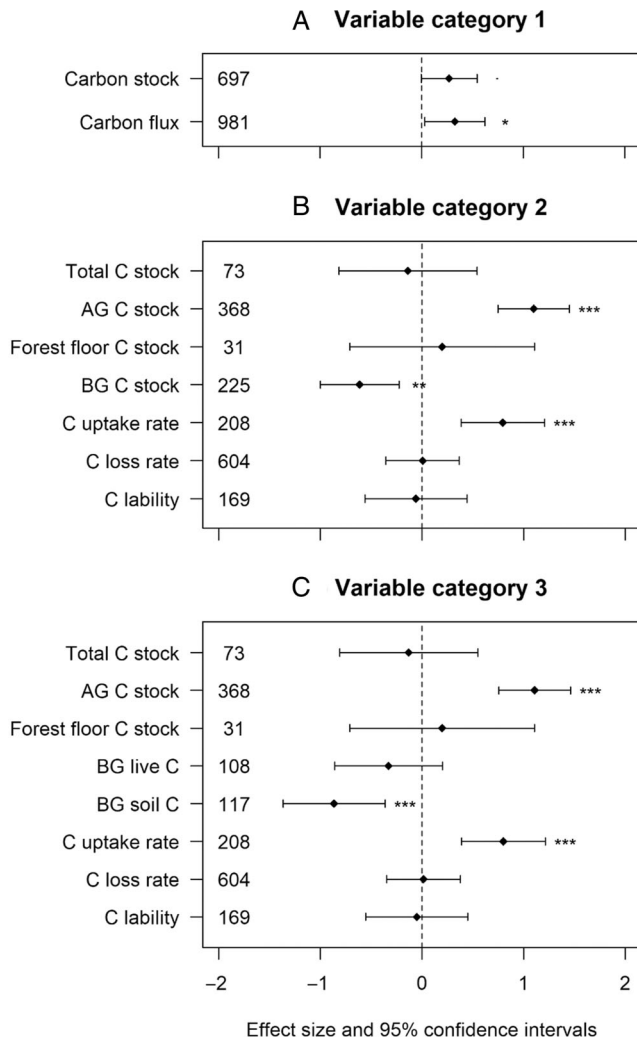 A Variable category 1
Carbon stock 697 .
Carbon flux 981 *
B Variable category 2
Total C stock 73
AG C stock 368 ***
Forest floor C stock 31
BG C stock 225 **
C uptake rate 208 ***
C loss rate 604
C lability 169
C Variable category 3
Total C stock 73
AG C stock 368 ***
Forest floor C stock 31
BG live C 108
BG soil C 117 ***
C uptake rate 208 ***
C loss rate 604
C lability 169
−2 −1 0 1 2
Effect size and 95% confidence intervals